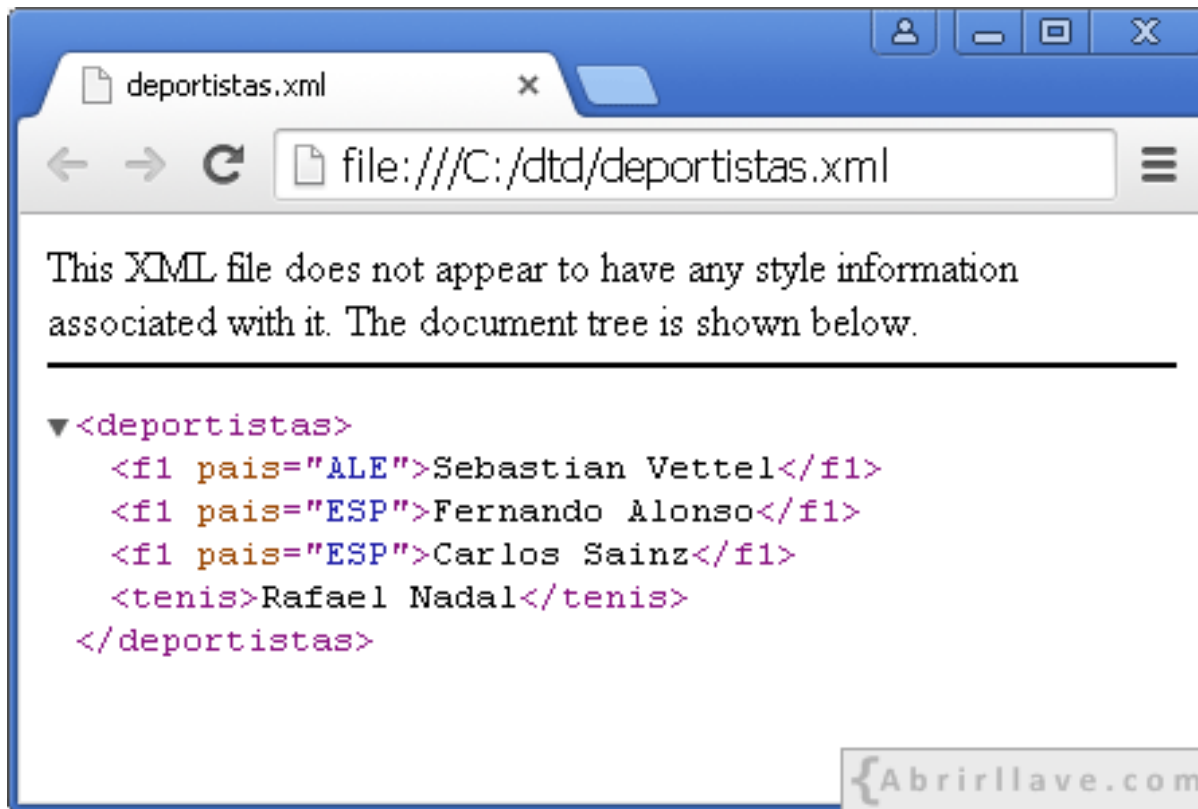 deportistas.xml
file:///C:/dtd/deportistas.xml
This XML file does not appear to have any style information
associated with it. The document tree is shown below.
<deportistas>
<f1 pais="ALE">Sebastian Vettel</f1>
<f1 pais="ESP">Fernando Alonso</f1>
<f1 pais="ESP">Carlos Sainz</f1>
<tenis>Rafael Nadal</tenis>
</deportistas>
{Abrirllave.com